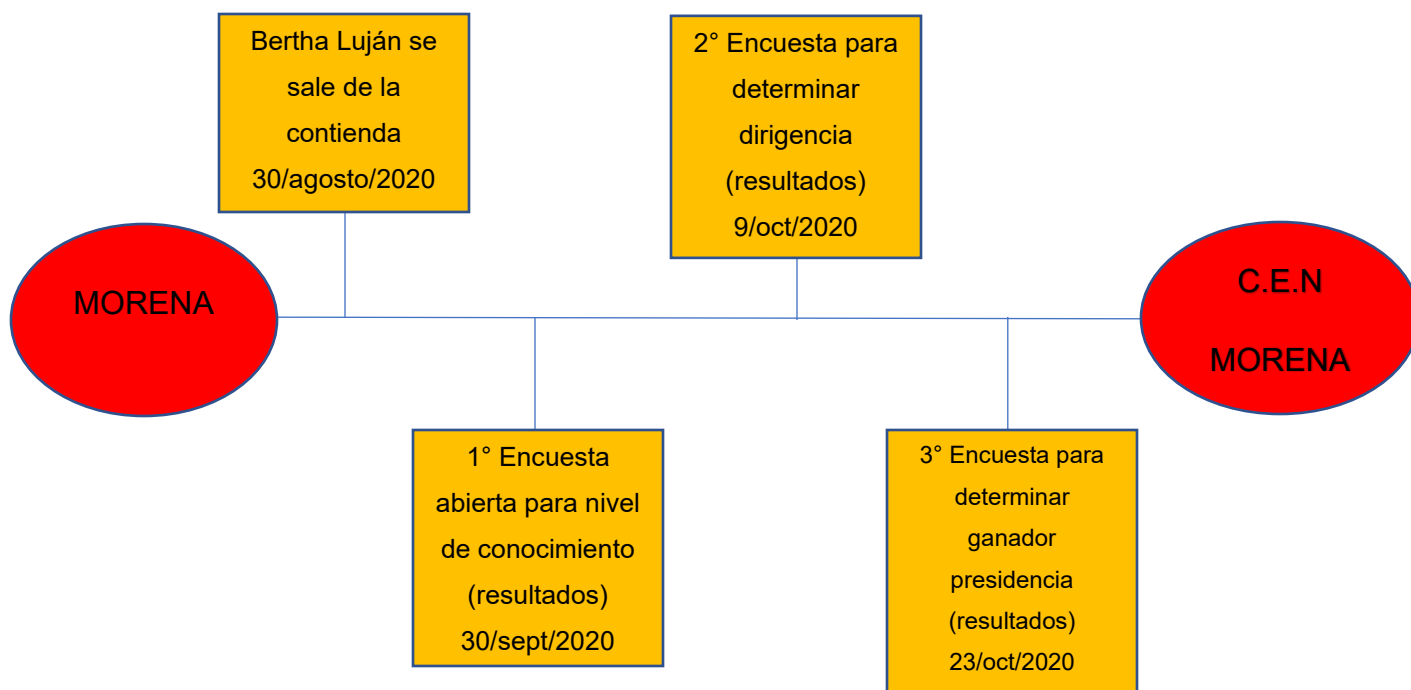 MORENA
Bertha Luján se
sale de la
contienda
30/agosto/2020
1° Encuesta
abierta para nivel
de conocimiento
(resultados)
30/sept/2020
2° Encuesta para
determinar
dirigencia
(resultados)
9/oct/2020
3° Encuesta para
determinar
ganador
presidencia
(resultados)
23/oct/2020
C.E.N
MORENA